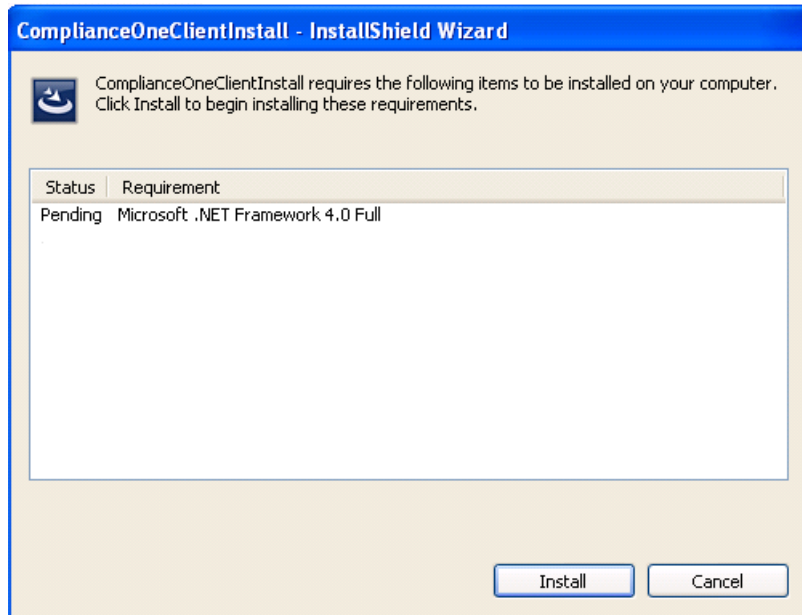 ComplianceOneClientInstall - InstallShield Wizard
ComplianceOneClientInstall requires the following items to be installed on your computer.
Click Install to begin installing these requirements.
Status Requirement
Pending Microsoft .NET Framework 4.0 Full
Install Cancel